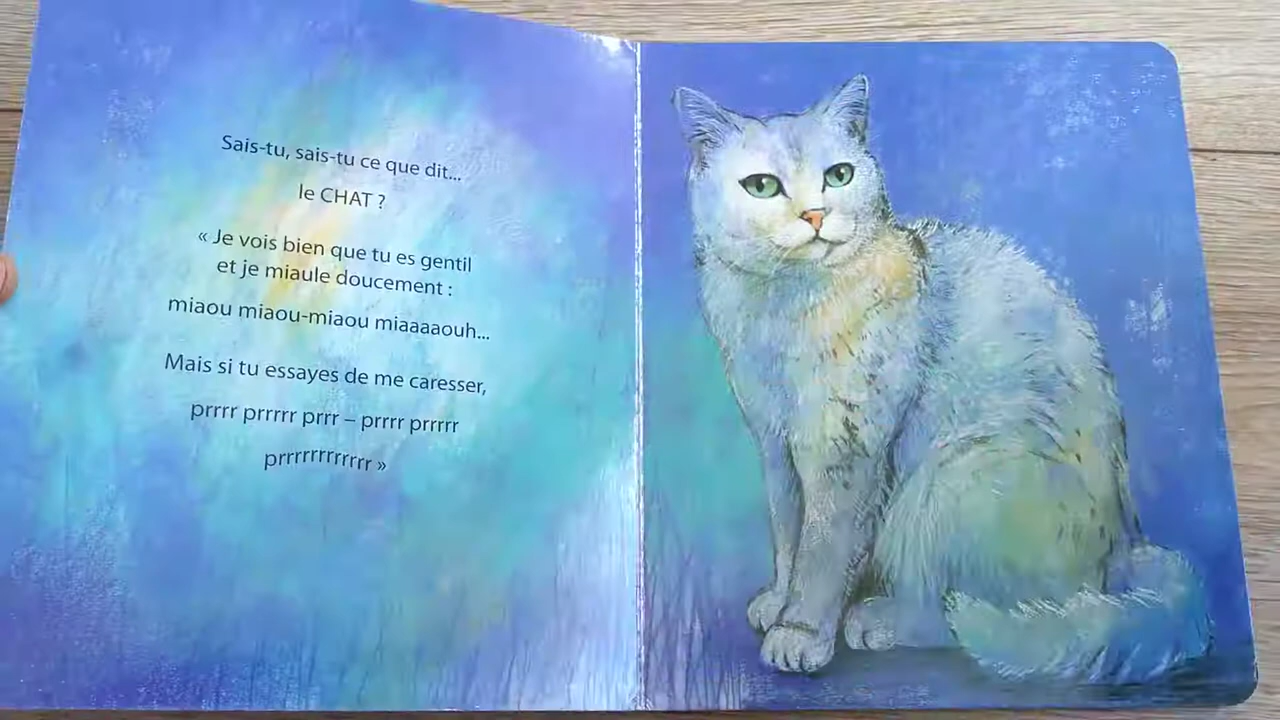 Sais-tu, sais-tu ce que dit...
le CHAT ?
« Je vois bien que tu es gentil
et je miaule doucement :
miaou miaou-miaou miaaaaouh...
Mais si tu essayes de me caresser,
prrrr prrrrr prrr – prrrr prrrrr
prrrrrrrrrrrr »